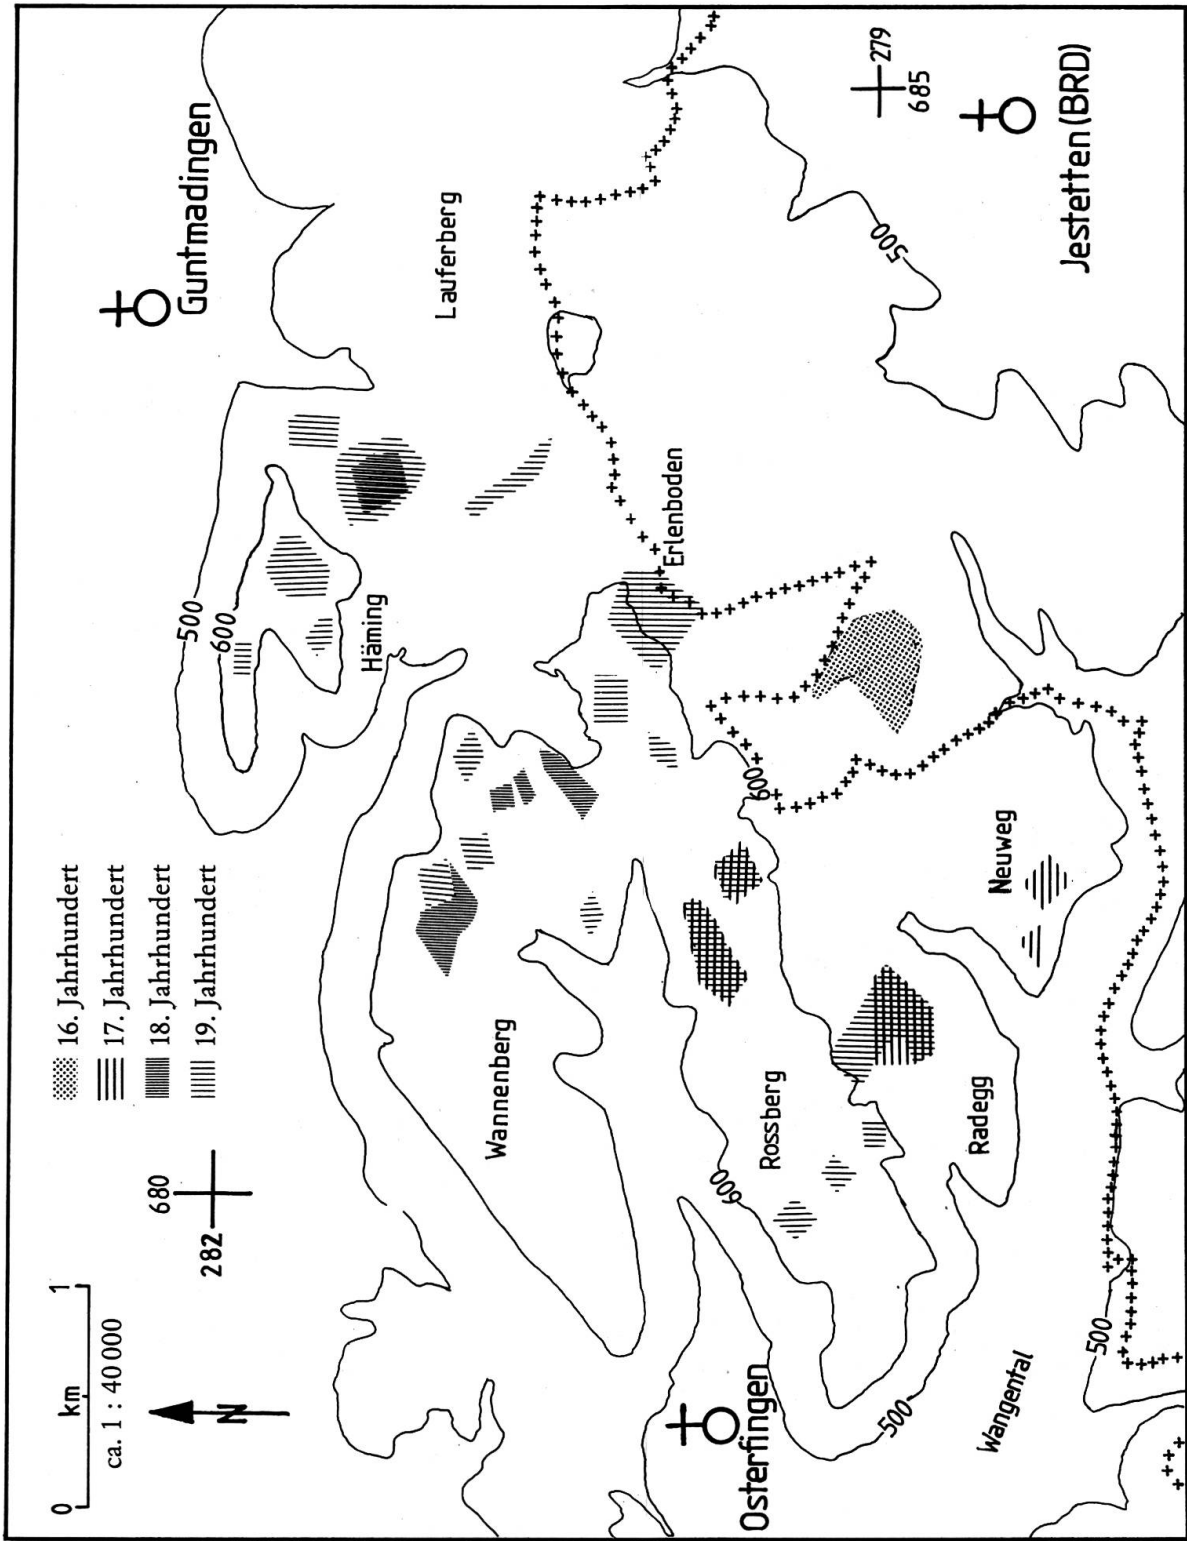 0 km 1
ca. 1 : 40 000
N
680
282
16. Jahrhundert
17. Jahrhundert
18. Jahrhundert
19. Jahrhundert
Guntmadingen
500
600
Häming
Lauferberg
Wannenberg
Erlenboden
600
Rossberg
600
Osterfingen
500
Radegg
Neuweg
Wangental
500
500
279
685
Jestetten (BRD)